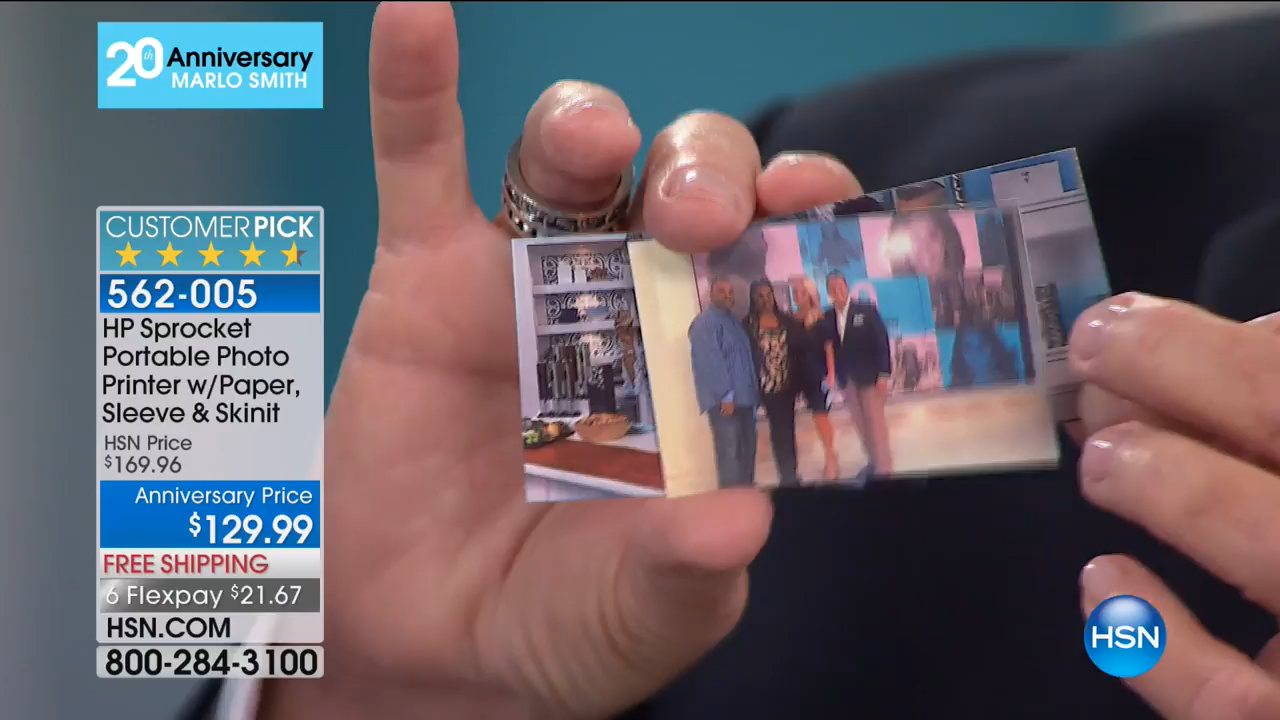 20th Anniversary
MARLO SMITH
CUSTOMER PICK
562-005
HP Sprocket
Portable Photo
Printer w/Paper,
Sleeve & Skinit
HSN Price
$169.96
Anniversary Price
$129.99
FREE SHIPPING
6 Flexpay $21.67
HSN.COM
800-284-3100
HSN